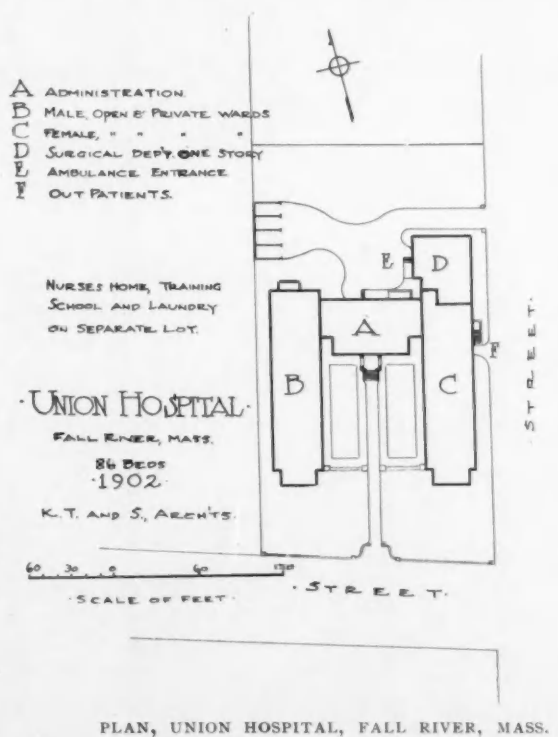 A ADMINISTRATION
B MALE, OPEN & PRIVATE WARDS
C FEMALE, " " " "
D SURGICAL DEP'T. ONE STORY
E AMBULANCE ENTRANCE
F OUT PATIENTS.
E
D
NURSES HOME, TRAINING
SCHOOL AND LAUNDRY
ON SEPARATE LOT.
A
F
STREET.
B
C
·UNION HOSPITAL·
FALL RIVER, MASS.
86 BEDS
·1902·
K. T. AND S., ARCH'TS.
60 30 0 60 120
·SCALE OF FEET·
·STREET·
PLAN, UNION HOSPITAL, FALL RIVER, MASS.